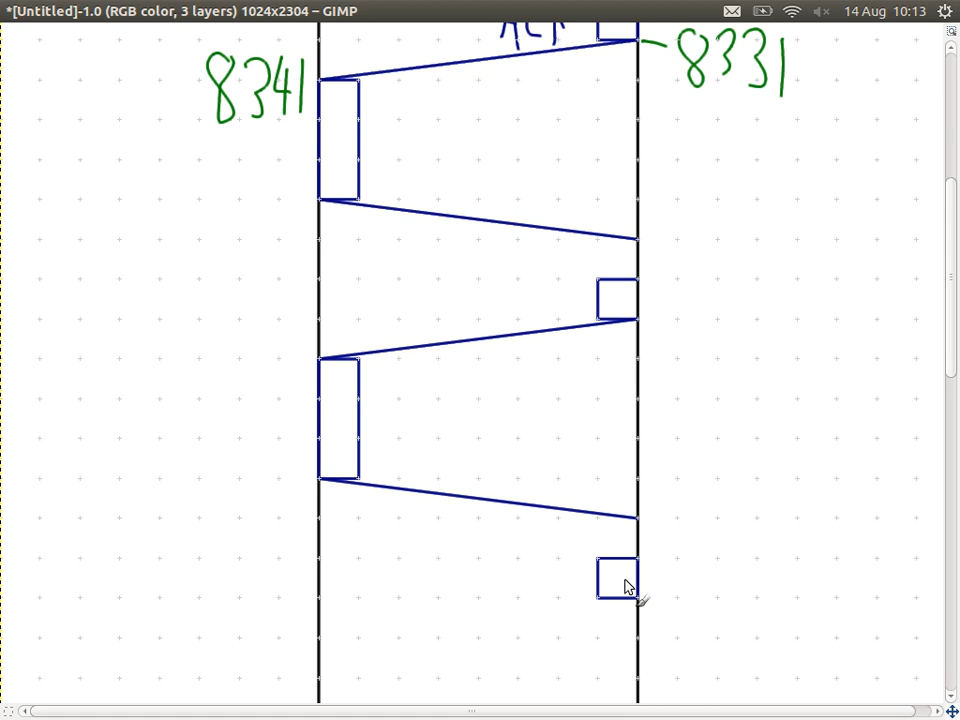 *[Untitled]-1.0 (RGB color, 3 layers) 1024x2304 – GIMP
14 Aug 10:13
8341
8331